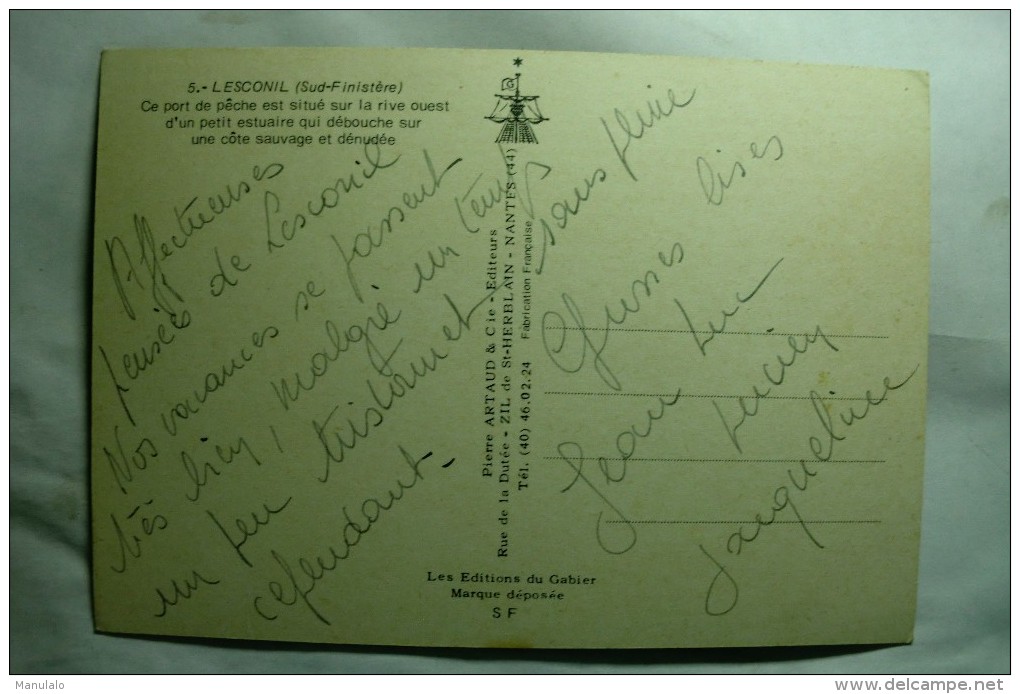 5.- LESCONIL (Sud-Finistère)
Ce port de pêche est situé sur la rive ouest
d'un petit estuaire qui débouche sur
une côte sauvage et dénudée
Affectueuses
pensées de Lesconil
Nos vacances se passent
très bien, malgré un temps
un peu tristounet, sans pluie
cependant.
Grosses bises
Jean Luc
Lucien
Jacqueline
Pierre ARTAUD & Cie - Editeurs
Rue de la Dutée - ZIL de St-HERBLAIN - NANTES (44)
Tél. (40) 46.02.24 Fabrication Française
Les Editions du Gabier
Marque déposée
S F
Manulalo
www.delcampe.net